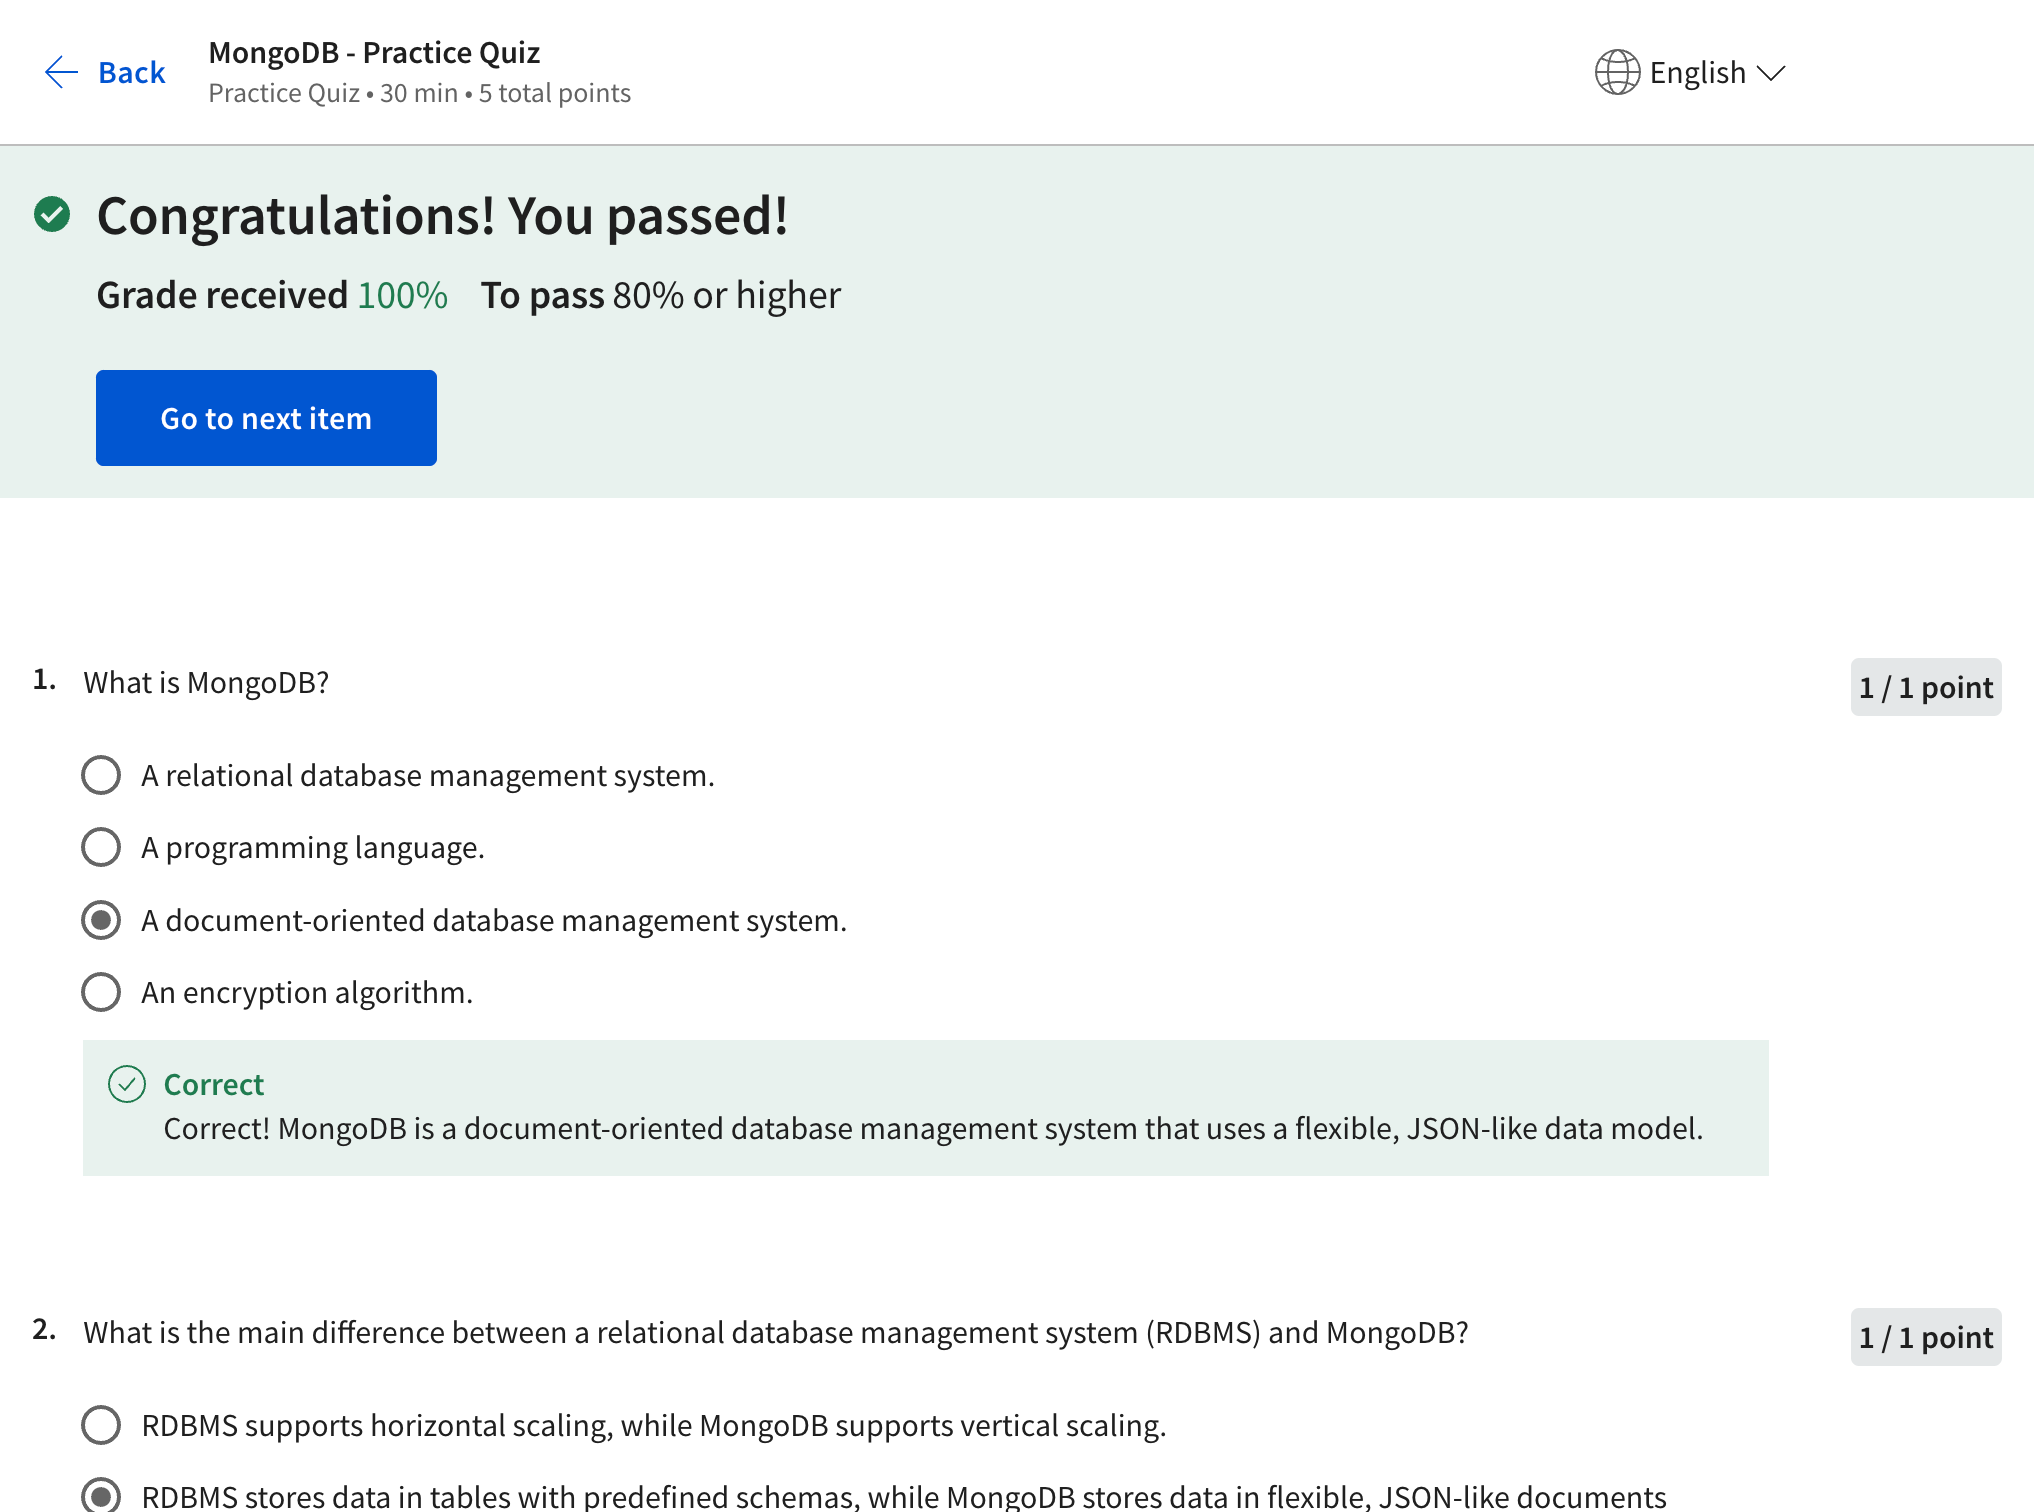 Back
MongoDB - Practice Quiz
Practice Quiz • 30 min • 5 total points
English
Congratulations! You passed!
Grade received 100% To pass 80% or higher
Go to next item
1. What is MongoDB?
1 / 1 point
A relational database management system.
A programming language.
A document-oriented database management system.
An encryption algorithm.
Correct
Correct! MongoDB is a document-oriented database management system that uses a flexible, JSON-like data model.
2. What is the main difference between a relational database management system (RDBMS) and MongoDB?
1 / 1 point
RDBMS supports horizontal scaling, while MongoDB supports vertical scaling.
RDBMS stores data in tables with predefined schemas, while MongoDB stores data in flexible, JSON-like documents